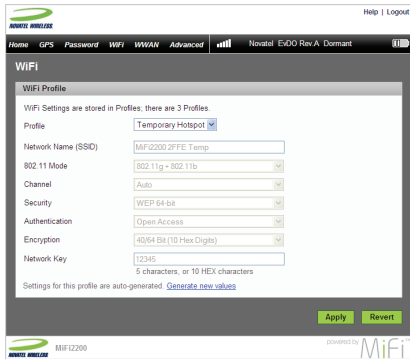 Help | Logout
NOVATEL WIRELESS.
Home GPS Password WiFi WWAN Advanced Novatel EvDO Rev.A Dormant
WiFi
WiFi Profile
WiFi Settings are stored in Profiles; there are 3 Profiles.
Profile Temporary Hotspot
Network Name (SSID) MiFi2200 2FFE Temp
802.11 Mode 802.11g + 802.11b
Channel Auto
Security WEP 64-bit
Authentication Open Access
Encryption 40/64 Bit (10 Hex Digits)
Network Key 12345
5 characters, or 10 HEX characters
Settings for this profile are auto-generated. Generate new values
Apply Revert
NOVATEL WIRELESS MiFi2200 powered by MiFi™